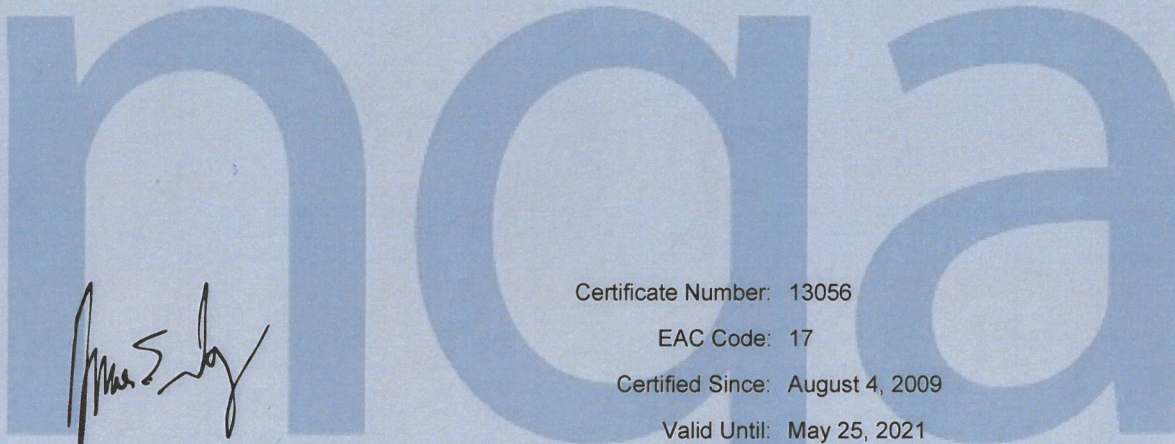 nqa
Certificate Number: 13056
EAC Code: 17
Certified Since: August 4, 2009
Valid Until: May 25, 2021